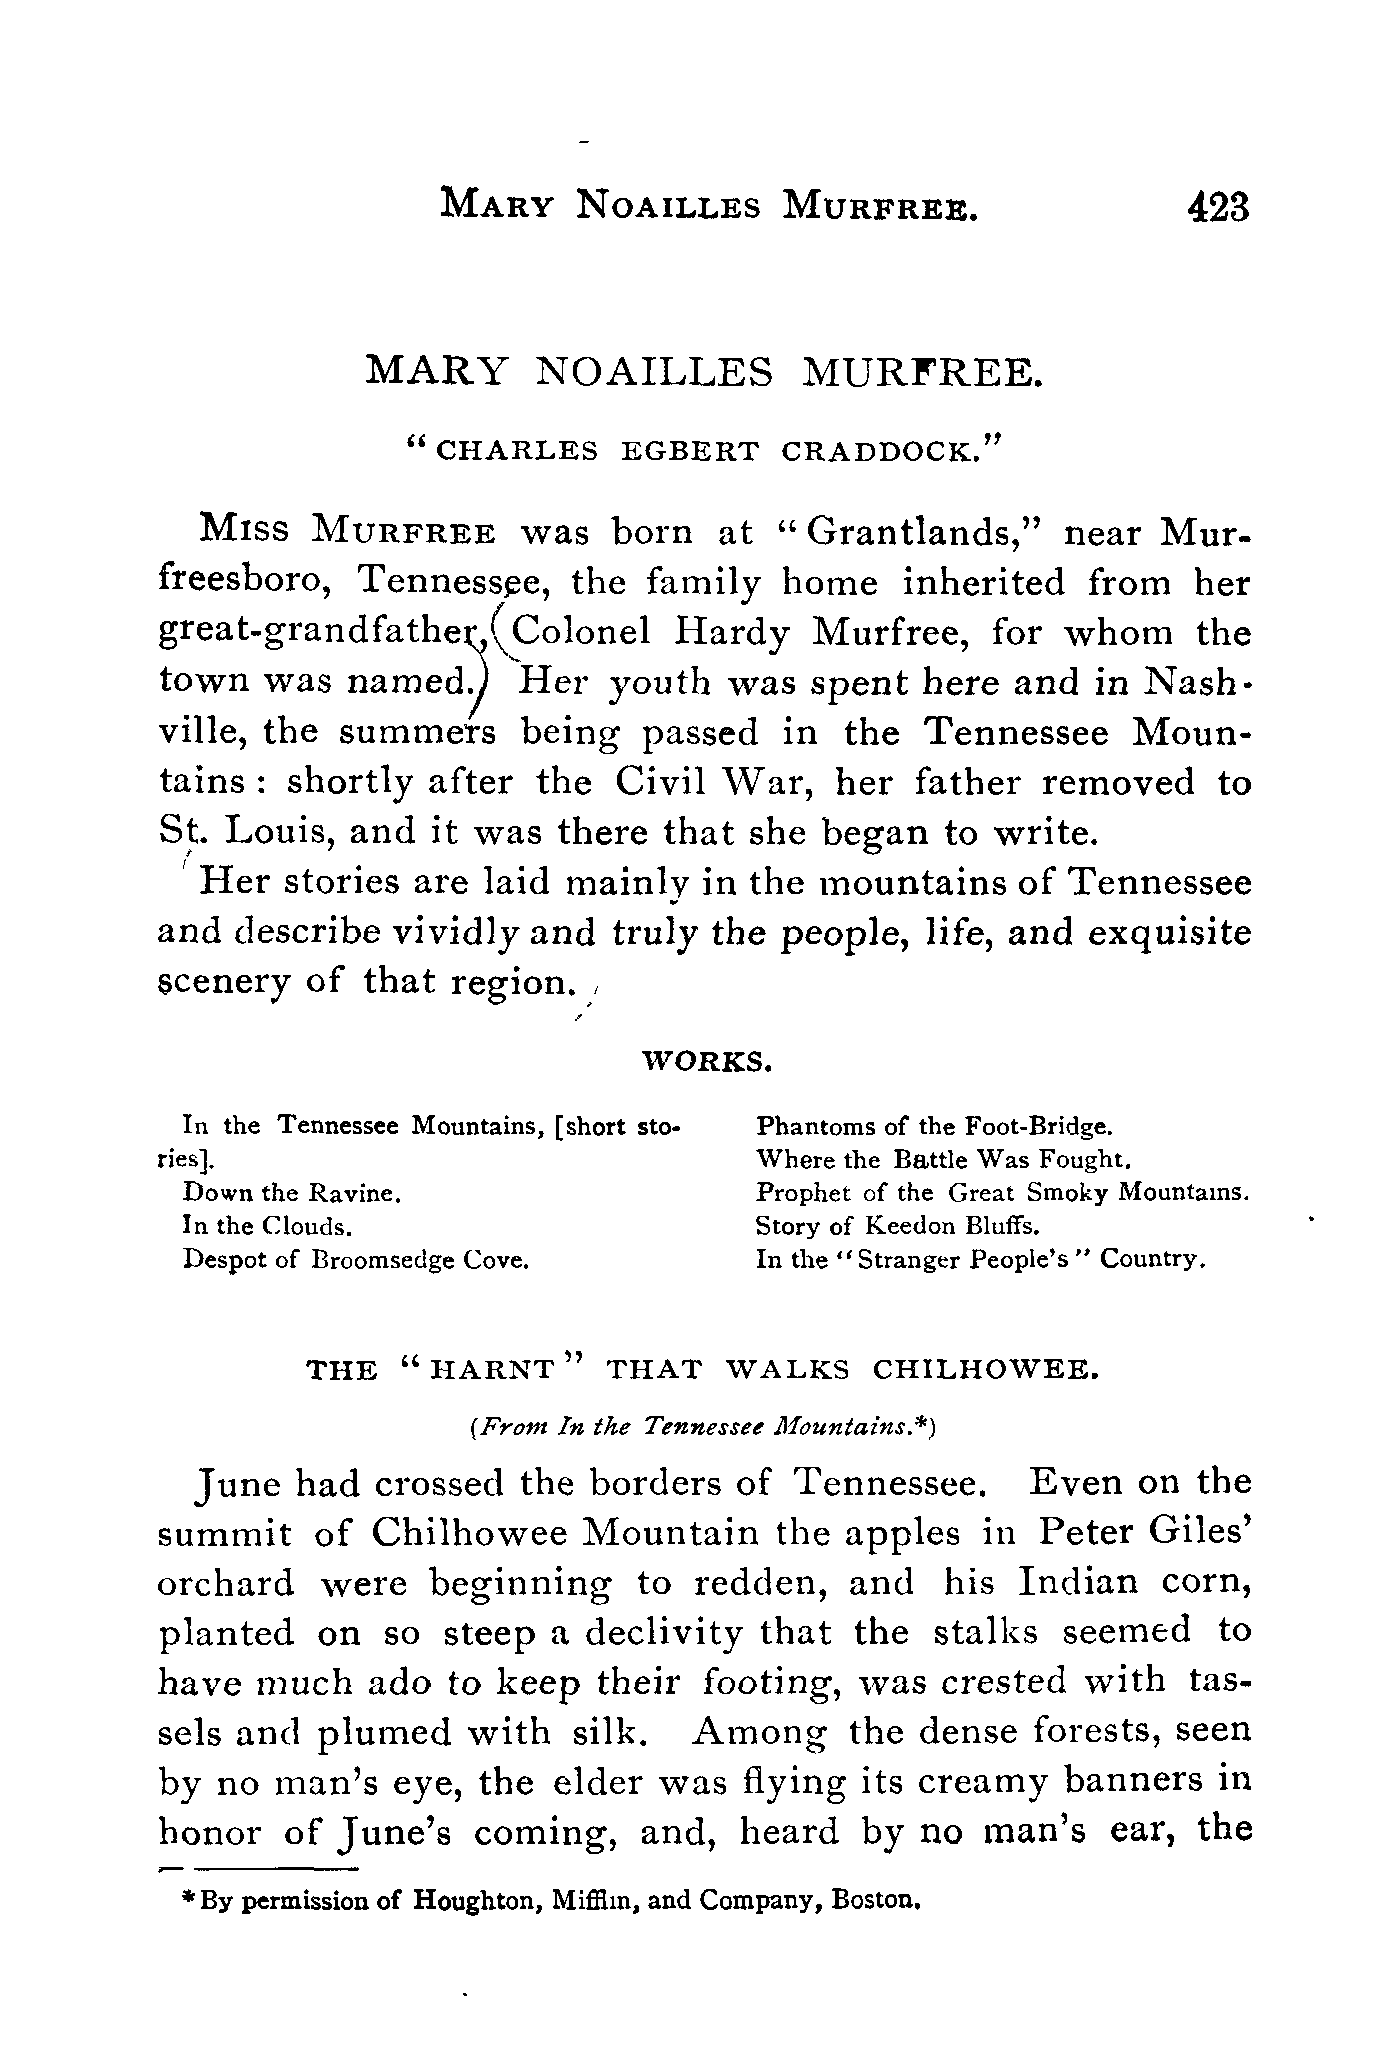 MARY NOAILLES MURFREE. 423
MARY NOAILLES MURFREE.
"CHARLES EGBERT CRADDOCK."
MISS MURFREE was born at "Grantlands," near Mur-
freesboro, Tennessee, the family home inherited from her
great-grandfather, (Colonel Hardy Murfree, for whom the
town was named.) Her youth was spent here and in Nash-
ville, the summers being passed in the Tennessee Moun-
tains : shortly after the Civil War, her father removed to
St. Louis, and it was there that she began to write.
Her stories are laid mainly in the mountains of Tennessee
and describe vividly and truly the people, life, and exquisite
scenery of that region.
WORKS.
In the Tennessee Mountains, [short sto-
ries].
Down the Ravine.
In the Clouds.
Despot of Broomsedge Cove.
Phantoms of the Foot-Bridge.
Where the Battle Was Fought.
Prophet of the Great Smoky Mountains.
Story of Keedon Bluffs.
In the "Stranger People's" Country.
THE "HARNT" THAT WALKS CHILHOWEE.
(From In the Tennessee Mountains.*)
June had crossed the borders of Tennessee. Even on the
summit of Chilhowee Mountain the apples in Peter Giles'
orchard were beginning to redden, and his Indian corn,
planted on so steep a declivity that the stalks seemed to
have much ado to keep their footing, was crested with tas-
sels and plumed with silk. Among the dense forests, seen
by no man's eye, the elder was flying its creamy banners in
honor of June's coming, and, heard by no man's ear, the
*By permission of Houghton, Mifflin, and Company, Boston.